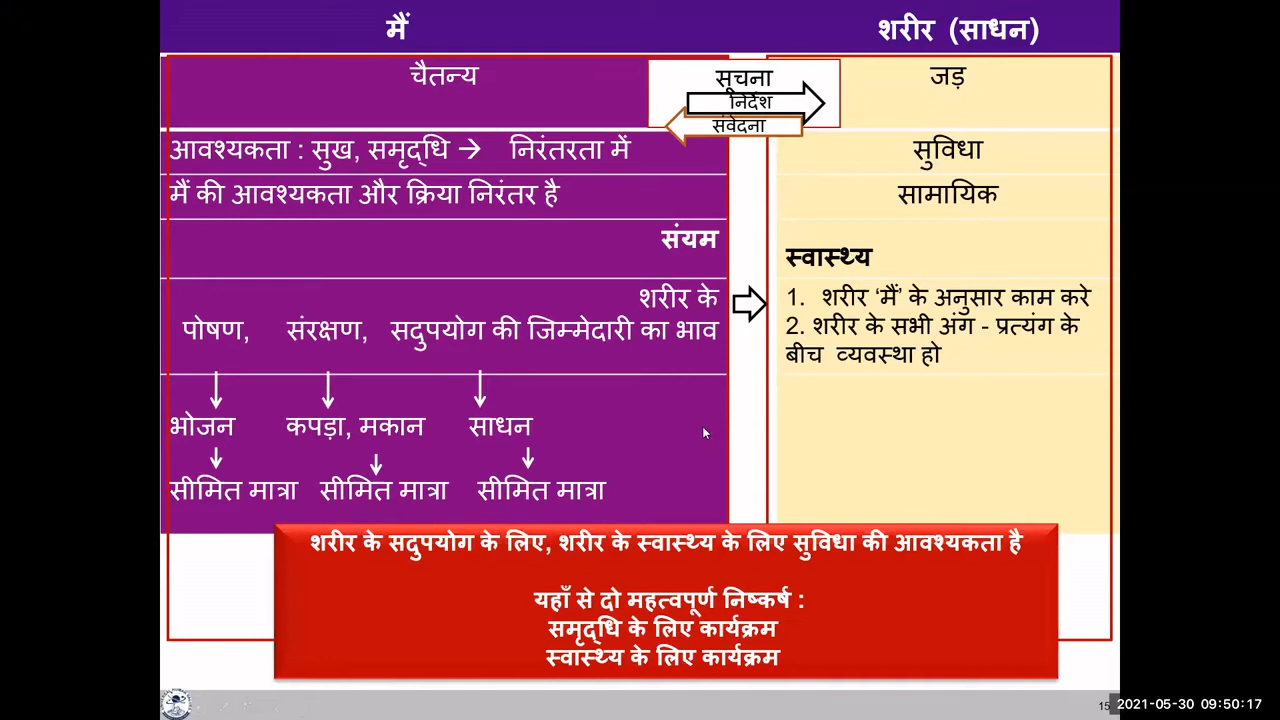 मैं
शरीर (साधन)
चैतन्य
सूचना
निर्देश
संवेदना
जड़
आवश्यकता : सुख, समृद्धि → निरंतरता में
सुविधा
मैं की आवश्यकता और क्रिया निरंतर है
सामायिक
संयम
स्वास्थ्य
शरीर के
पोषण, संरक्षण, सदुपयोग की जिम्मेदारी का भाव
1. शरीर ‘मैं’ के अनुसार काम करे
2. शरीर के सभी अंग - प्रत्यंग के
बीच व्यवस्था हो
भोजन कपड़ा, मकान साधन
सीमित मात्रा सीमित मात्रा सीमित मात्रा
शरीर के सदुपयोग के लिए, शरीर के स्वास्थ्य के लिए सुविधा की आवश्यकता है
यहाँ से दो महत्वपूर्ण निष्कर्ष :
समृद्धि के लिए कार्यक्रम
स्वास्थ्य के लिए कार्यक्रम
15
2021-05-30 09:50:17